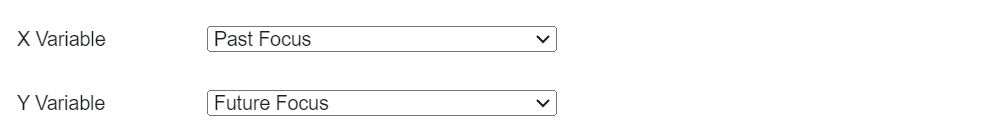 X Variable Past Focus
Y Variable Future Focus